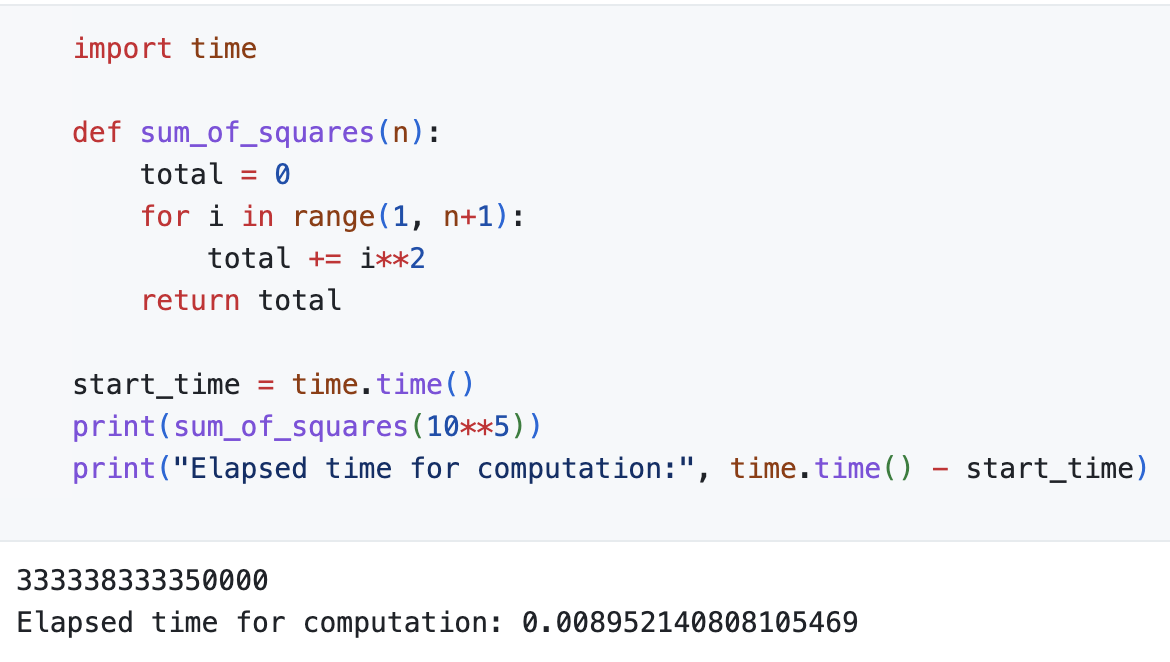 import time
def sum_of_squares(n):
    total = 0
    for i in range(1, n+1):
        total += i**2
    return total
start_time = time.time()
print(sum_of_squares(10**5))
print("Elapsed time for computation:", time.time() - start_time)
333338333350000
Elapsed time for computation: 0.008952140808105469